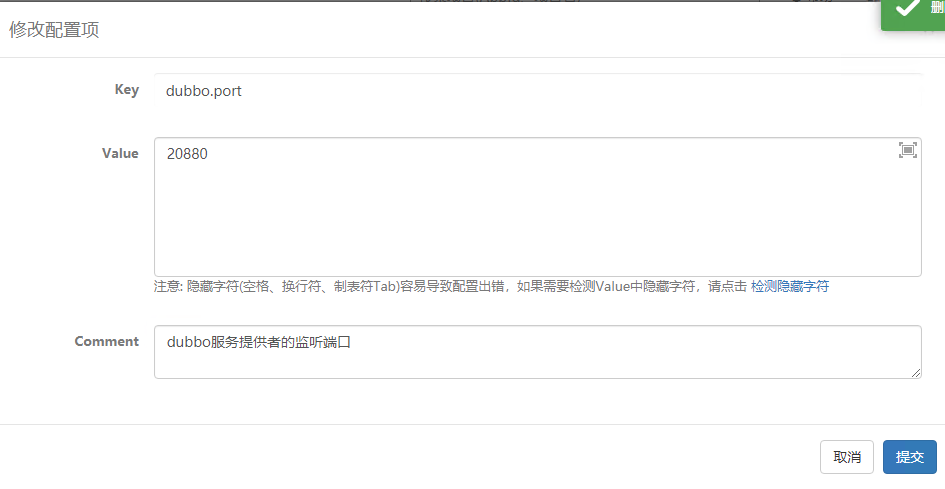 修改配置项
删
Key
dubbo.port
Value
20880
注意: 隐藏字符(空格、换行符、制表符Tab)容易导致配置出错，如果需要检测Value中隐藏字符，请点击 检测隐藏字符
Comment
dubbo服务提供者的监听端口
取消
提交